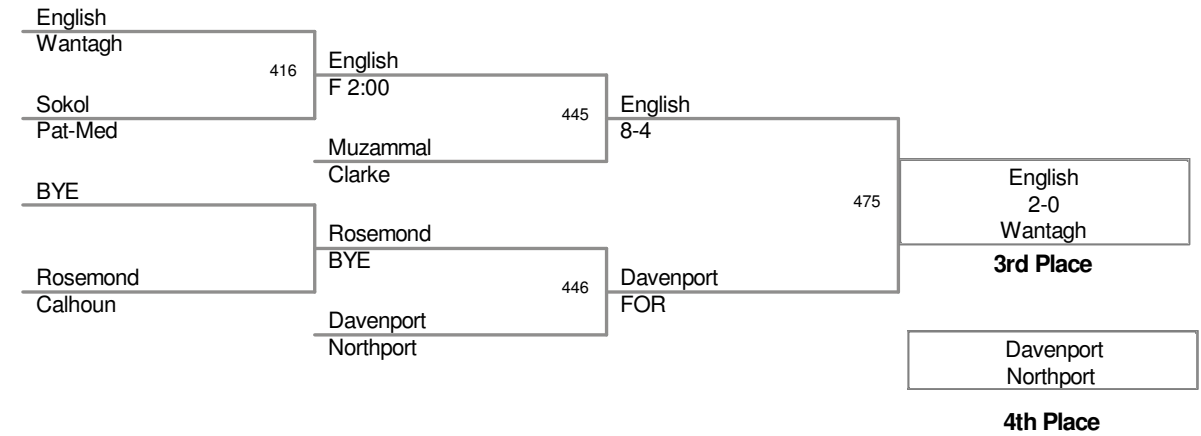 English
Wantagh
416
English
F 2:00
Sokol
Pat-Med
445
English
8-4
Muzammal
Clarke
BYE
475
English
2-0
Wantagh
3rd Place
Rosemond
BYE
Rosemond
Calhoun
446
Davenport
FOR
Davenport
Northport
Davenport
Northport
4th Place